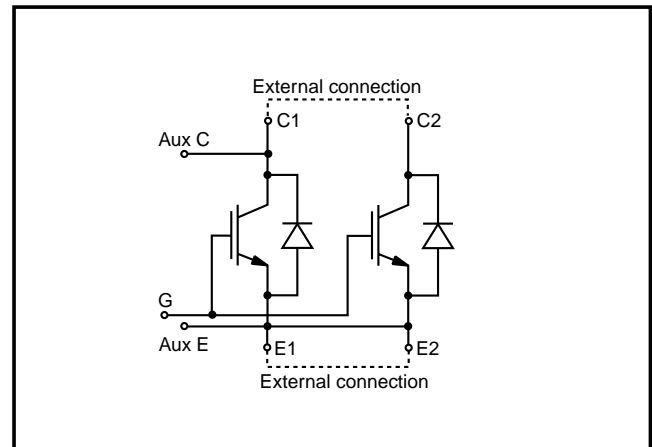 External connection
C1
C2
Aux C
G
Aux E
E1
E2
External connection